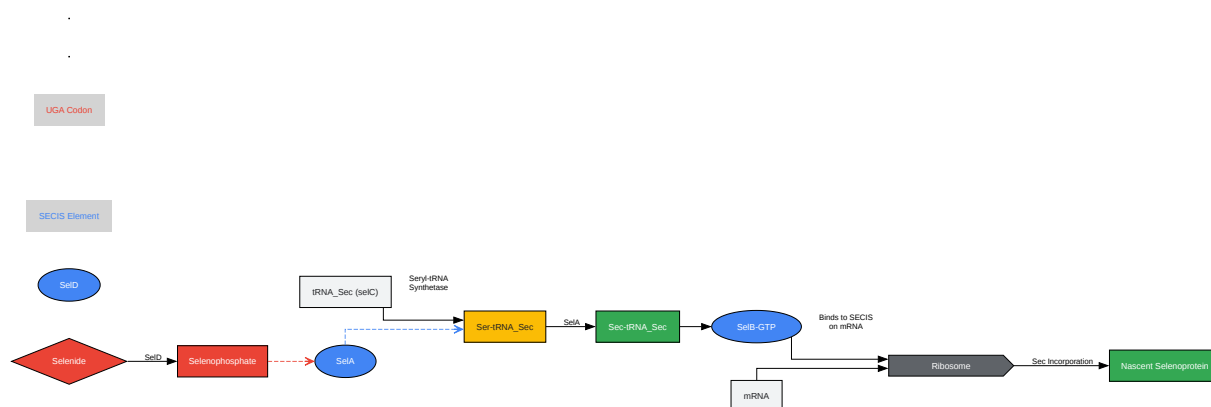 UGA Codon
SECIS Element
SelD
tRNA_Sec (selC)
Seryl-tRNA
Synthetase
Ser-tRNA_Sec
SelA
Sec-tRNA_Sec
SelB-GTP
Binds to SECIS
on mRNA
Selenide
SelD
Selenophosphate
SelA
Ribosome
Sec Incorporation
Nascent Selenoprotein
mRNA